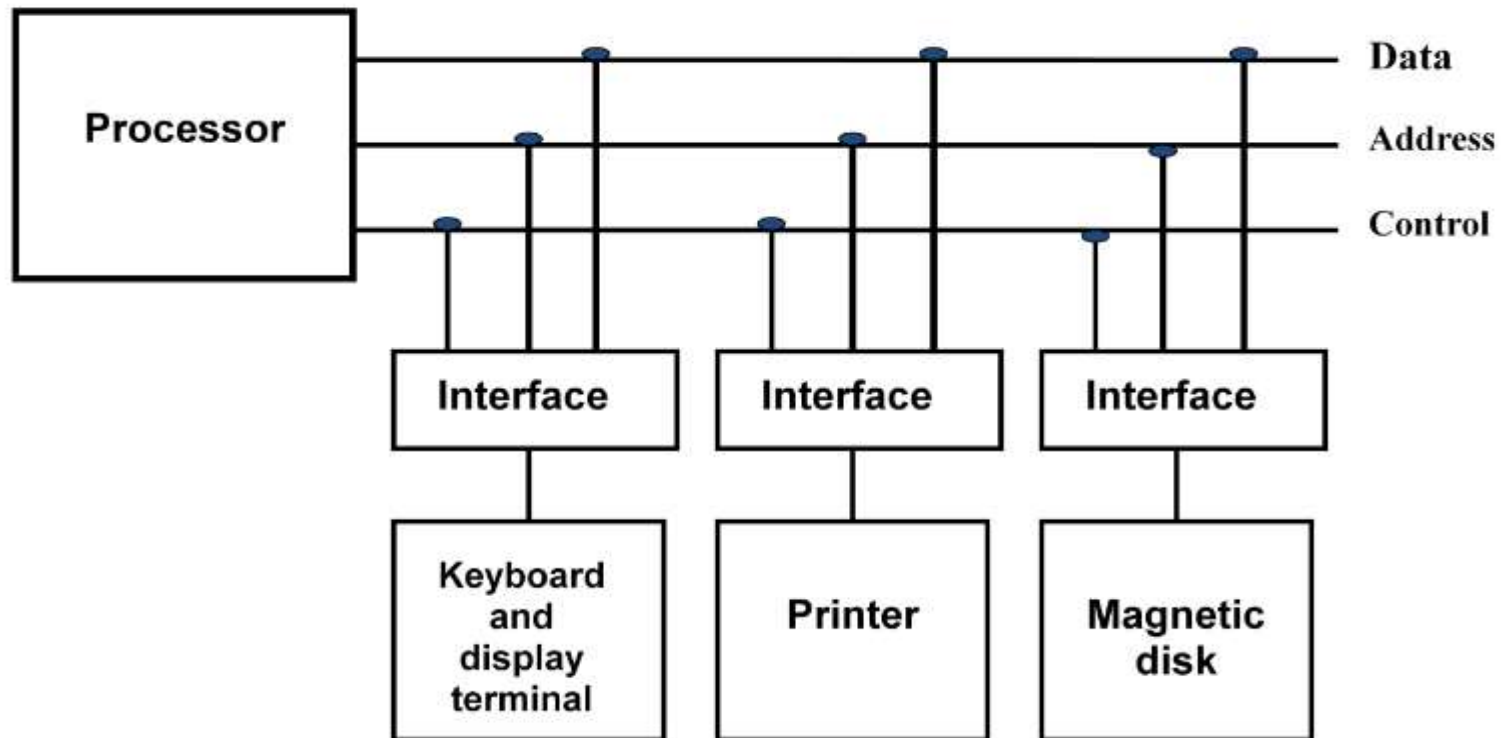 Processor
Data
Address
Control
Interface
Interface
Interface
Keyboard
and
display
terminal
Printer
Magnetic
disk